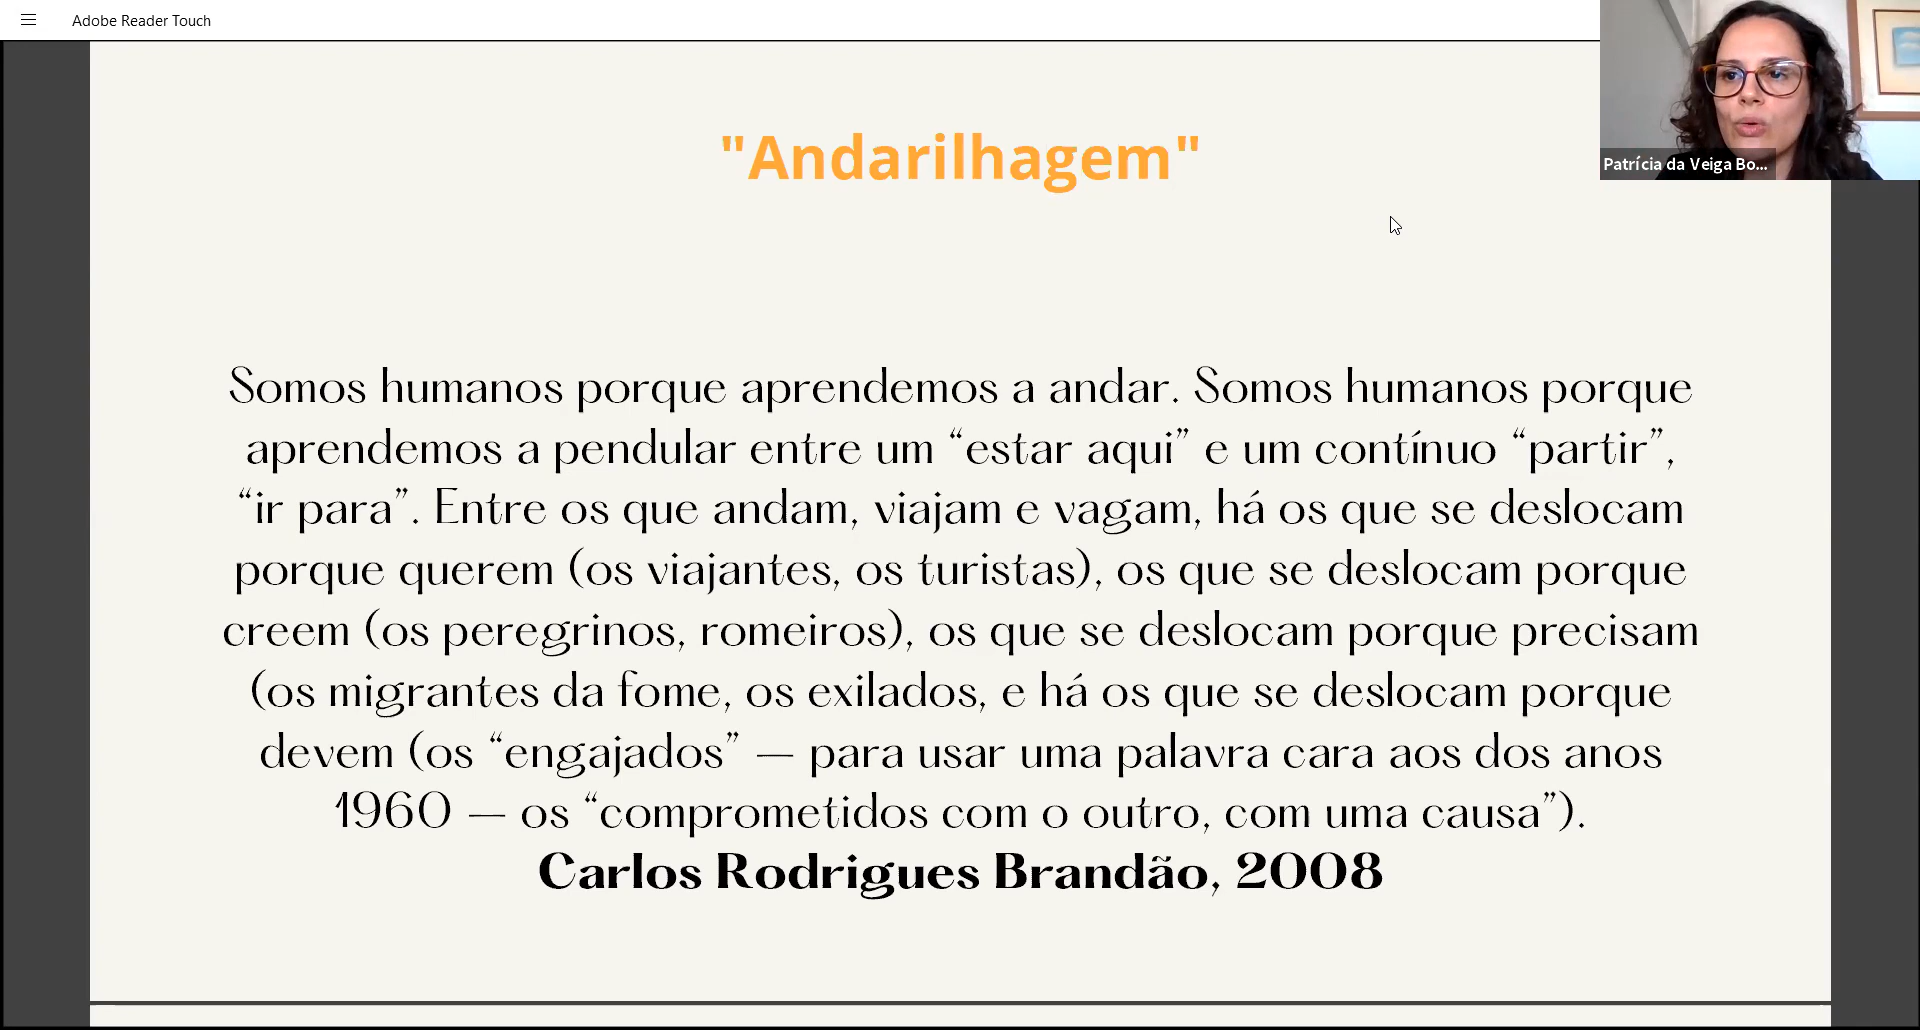 Adobe Reader Touch
Patrícia da Veiga Bo...
"Andarilhagem"
Somos humanos porque aprendemos a andar. Somos humanos porque
aprendemos a pendular entre um “estar aqui” e um contínuo “partir”,
“ir para”. Entre os que andam, viajam e vagam, há os que se deslocam
porque querem (os viajantes, os turistas), os que se deslocam porque
creem (os peregrinos, romeiros), os que se deslocam porque precisam
(os migrantes da fome, os exilados, e há os que se deslocam porque
devem (os “engajados” — para usar uma palavra cara aos dos anos
1960 — os “comprometidos com o outro, com uma causa”).
Carlos Rodrigues Brandão, 2008